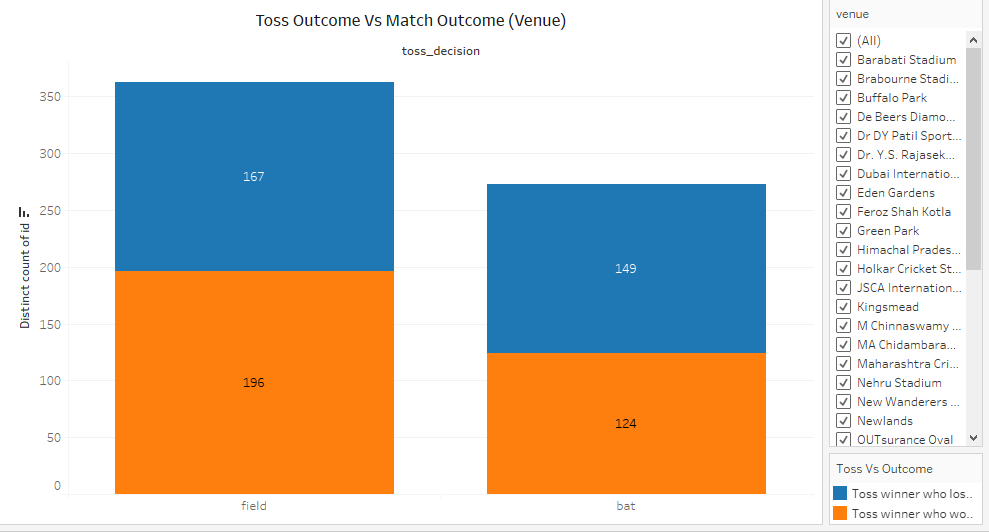 Toss Outcome Vs Match Outcome (Venue)
toss_decision
Distinct count of id
350
300
250
200
150
100
50
0
167
196
149
124
field
bat
venue
(All)
Barabati Stadium
Brabourne Stadi...
Buffalo Park
De Beers Diamo...
Dr DY Patil Sport...
Dr. Y.S. Rajasek...
Dubai Internatio...
Eden Gardens
Feroz Shah Kotla
Green Park
Himachal Prades...
Holkar Cricket St...
JSCA Internation...
Kingsmead
M Chinnaswamy ...
MA Chidambara...
Maharashtra Cri...
Nehru Stadium
New Wanderers ...
Newlands
OUTsurance Oval
Toss Vs Outcome
Toss winner who los..
Toss winner who wo..